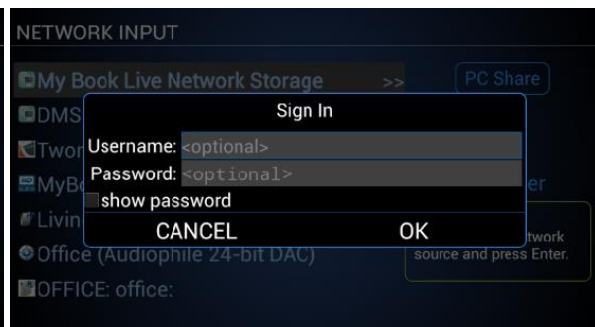 NETWORK INPUT
My Book Live Network Storage >> PC Share
DMS
Sign In
Twon
Username: <optional>
MyBo
Password: <optional>
er
show password
Livin
CANCEL OK
twork
Office (Audiophile 24-bit DAC)
source and press Enter.
OFFICE: office: